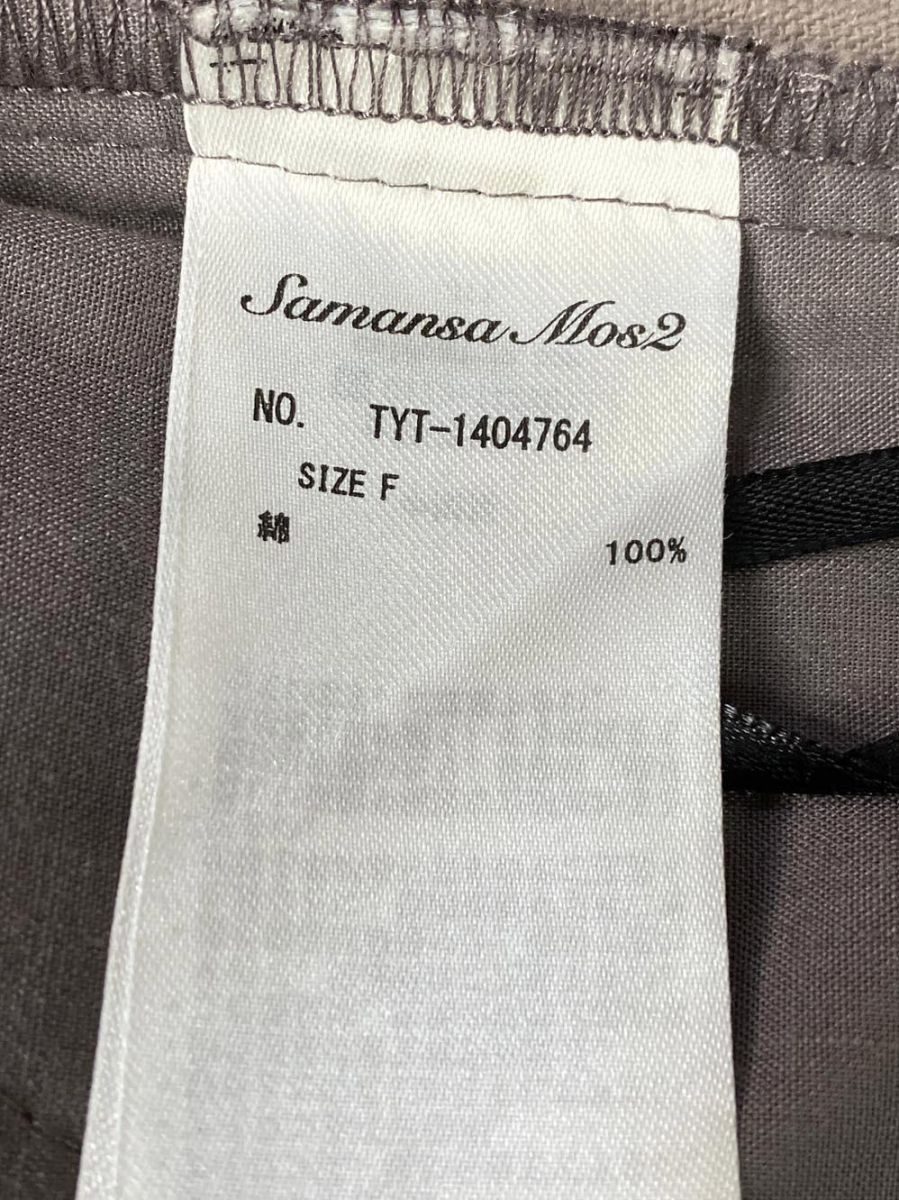 Samansa Mos2
NO. TYT-1404764
SIZE F
綿 100%